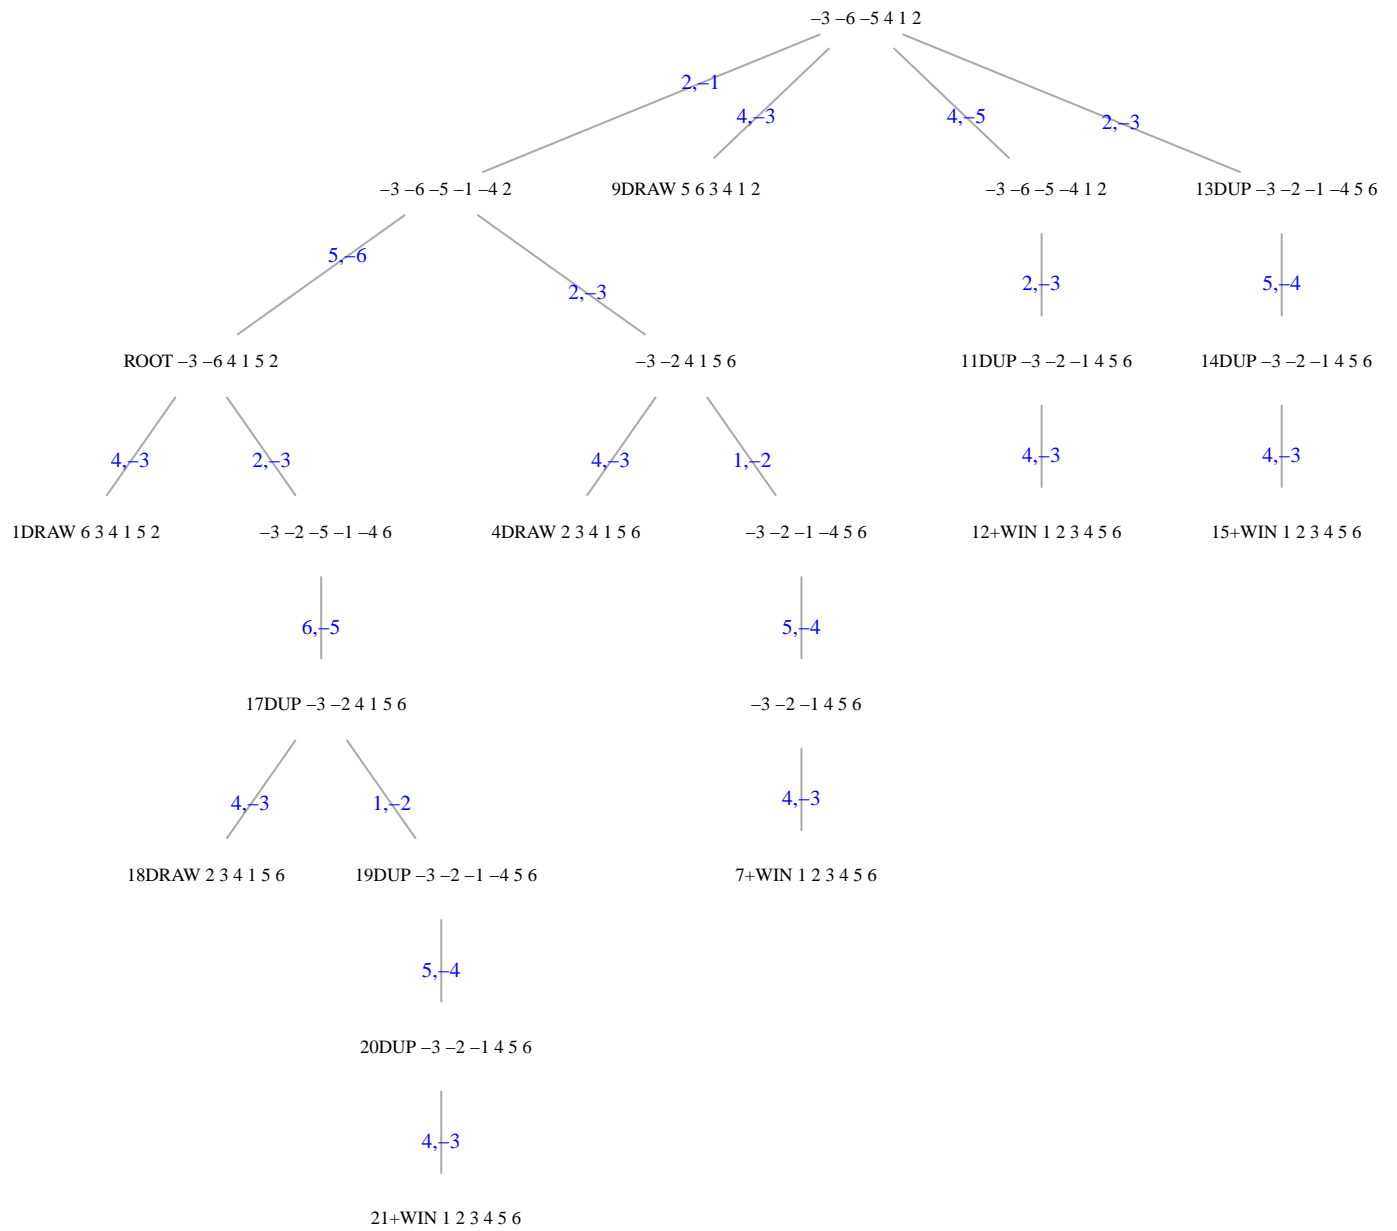 −3 −6 −5 4 1 2
2,−1
4,−3
4,−5
2,−3
−3 −6 −5 −1 −4 2
9DRAW 5 6 3 4 1 2
−3 −6 −5 −4 1 2
13DUP −3 −2 −1 −4 5 6
5,−6
2,−3
2,−3
5,−4
ROOT −3 −6 4 1 5 2
−3 −2 4 1 5 6
11DUP −3 −2 −1 4 5 6
14DUP −3 −2 −1 4 5 6
4,−3
2,−3
4,−3
1,−2
4,−3
4,−3
1DRAW 6 3 4 1 5 2
−3 −2 −5 −1 −4 6
4DRAW 2 3 4 1 5 6
−3 −2 −1 −4 5 6
12+WIN 1 2 3 4 5 6
15+WIN 1 2 3 4 5 6
6,−5
5,−4
17DUP −3 −2 4 1 5 6
−3 −2 −1 4 5 6
4,−3
1,−2
4,−3
18DRAW 2 3 4 1 5 6
19DUP −3 −2 −1 −4 5 6
7+WIN 1 2 3 4 5 6
5,−4
20DUP −3 −2 −1 4 5 6
4,−3
21+WIN 1 2 3 4 5 6